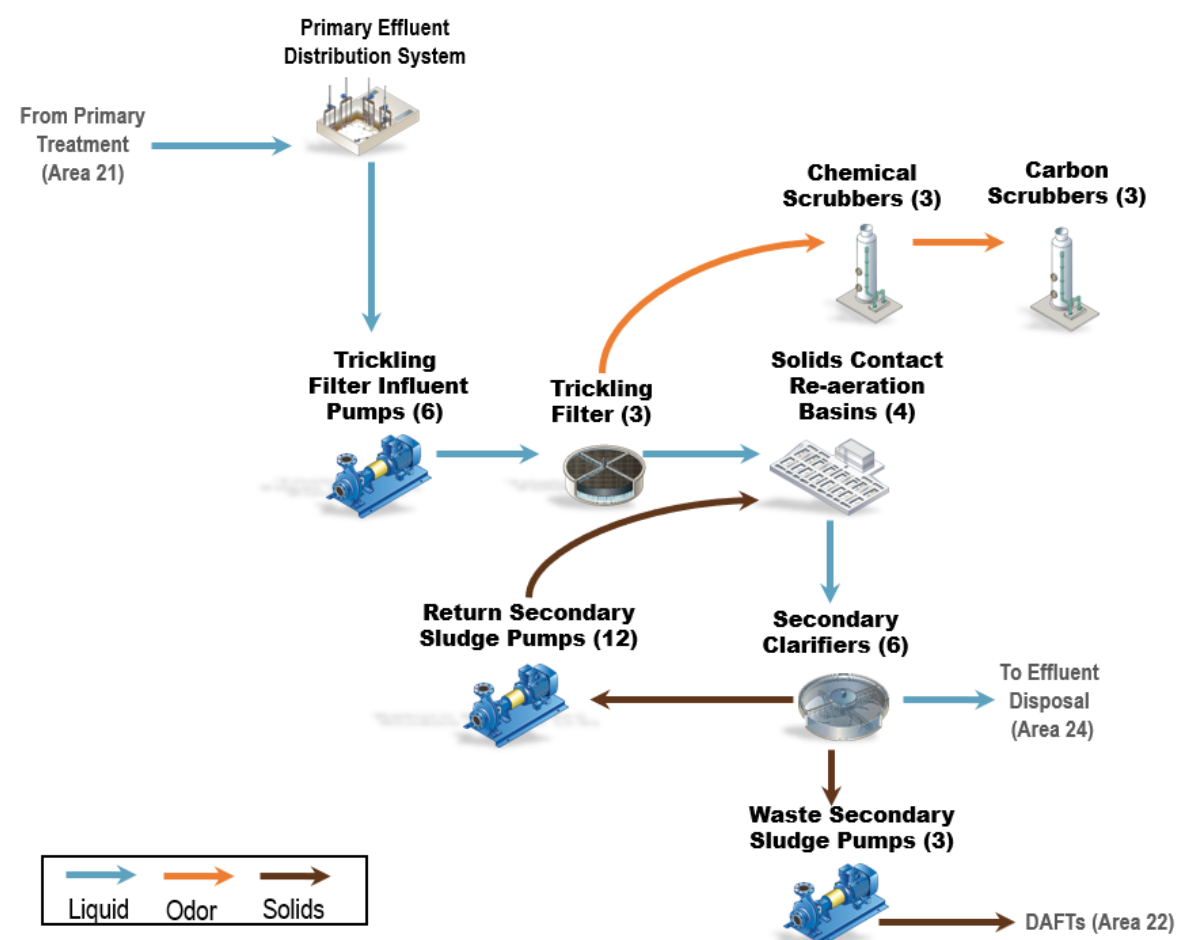 Primary Effluent
Distribution System
From Primary
Treatment
(Area 21)
Chemical
Scrubbers (3)
Carbon
Scrubbers (3)
Trickling
Filter Influent
Pumps (6)
Trickling
Filter (3)
Solids Contact
Re-aeration
Basins (4)
Return Secondary
Sludge Pumps (12)
Secondary
Clarifiers (6)
To Effluent
Disposal
(Area 24)
Waste Secondary
Sludge Pumps (3)
DAFTs (Area 22)
Liquid
Odor
Solids